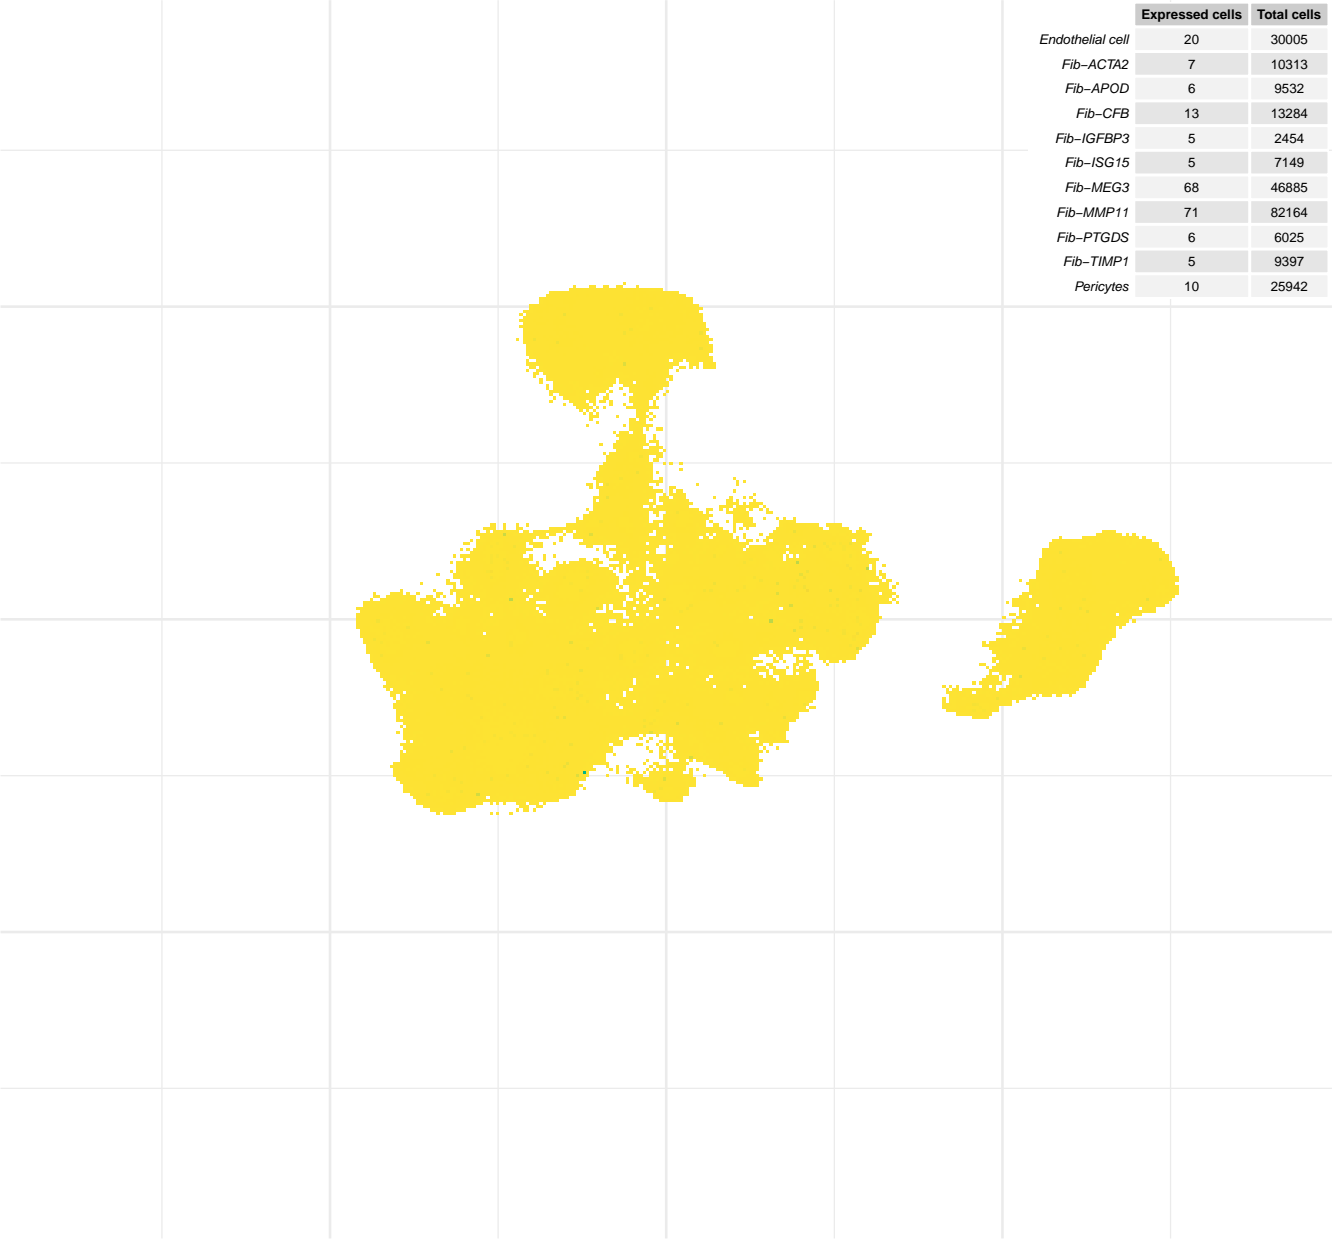 Expressed cells Total cells
Endothelial cell 20 30005
Fib−ACTA2 7 10313
Fib−APOD 6 9532
Fib−CFB 13 13284
Fib−IGFBP3 5 2454
Fib−ISG15 5 7149
Fib−MEG3 68 46885
Fib−MMP11 71 82164
Fib−PTGDS 6 6025
Fib−TIMP1 5 9397
Pericytes 10 25942